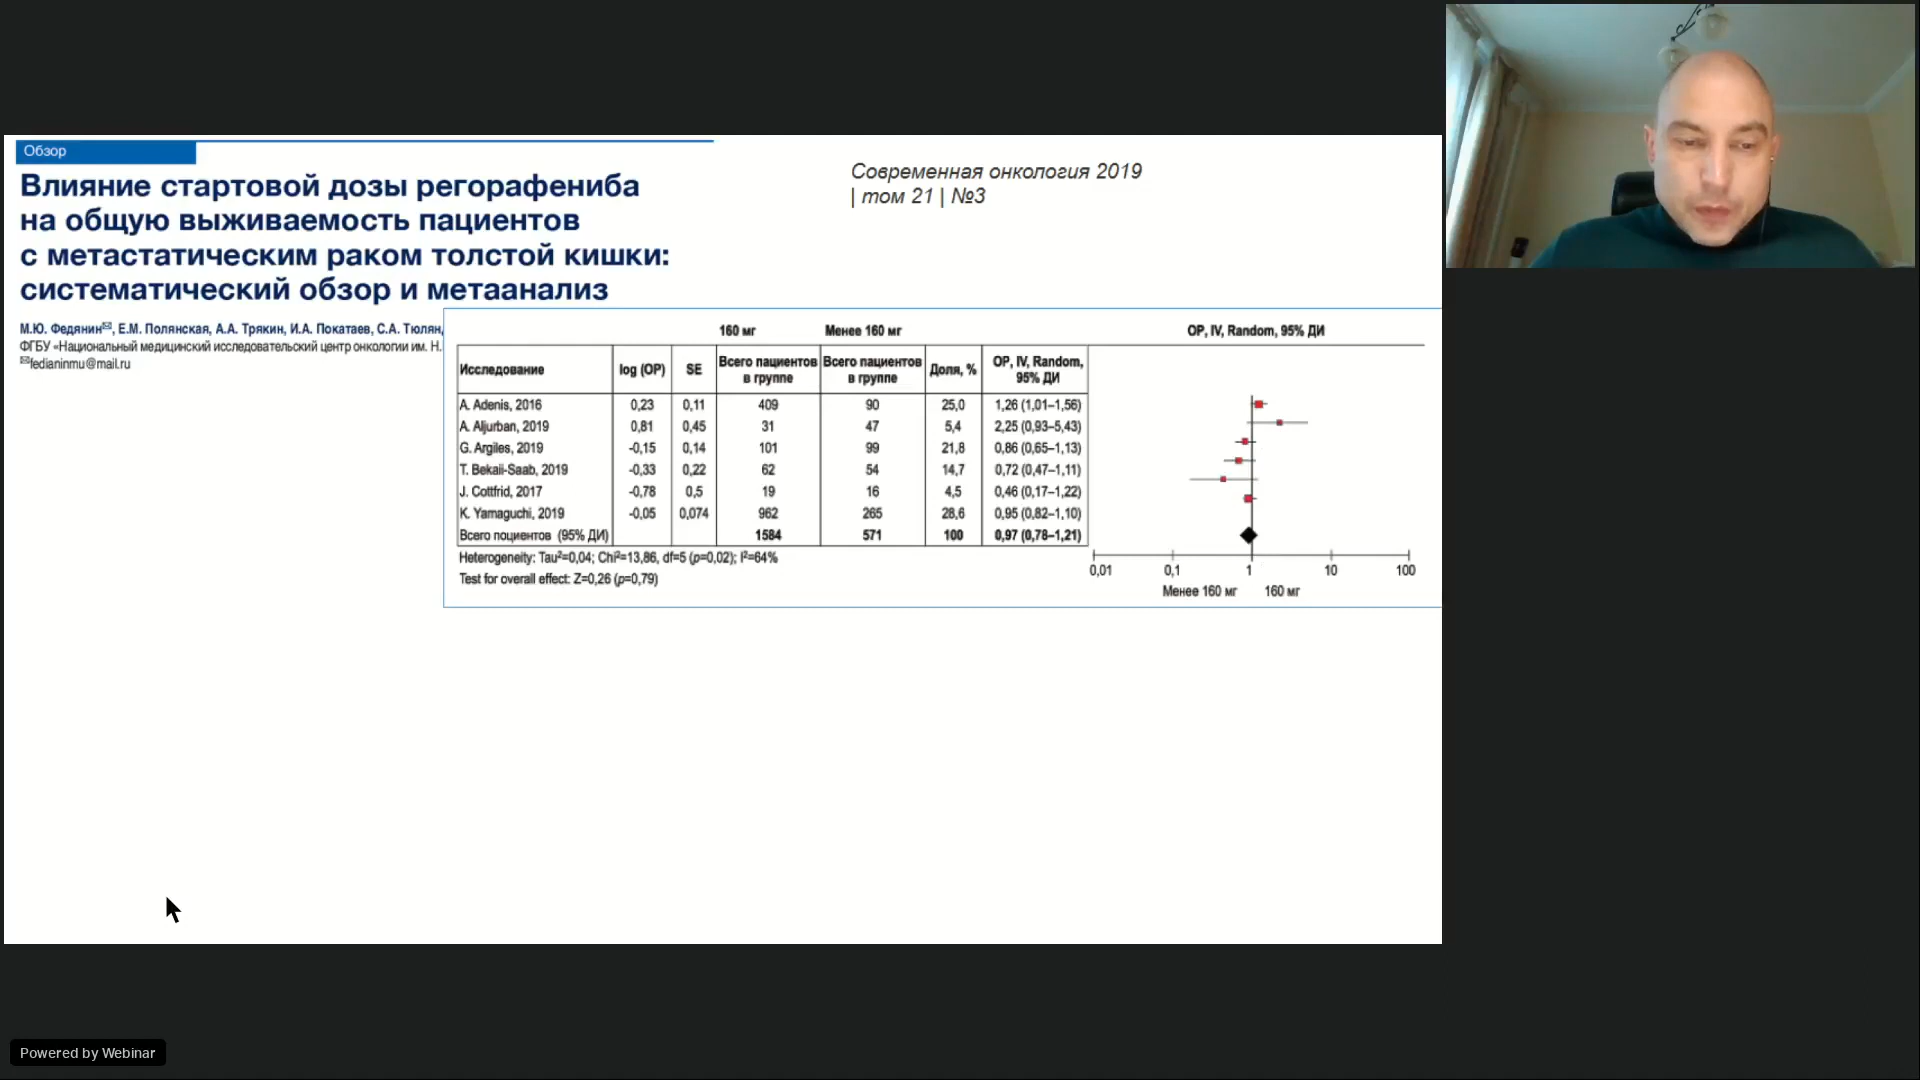 Обзор
Влияние стартовой дозы регорафениба
на общую выживаемость пациентов
с метастатическим раком толстой кишки:
систематический обзор и метаанализ
Современная онкология 2019
| том 21 | №3
М.Ю. Федянин✉, Е.М. Полянская, А.А. Трякин, И.А. Покатаев, С.А. Тюлян
ФГБУ «Национальный медицинский исследовательский центр онкологии им. Н.
✉fedianinmu@mail.ru
160 мг Менее 160 мг ОР, IV, Random, 95% ДИ
Исследование log (ОР) SE Всего пациентов в группе Всего пациентов в группе Доля, % ОР, IV, Random, 95% ДИ
A. Adenis, 2016 0,23 0,11 409 90 25,0 1,26 (1,01–1,56)
A. Aljurban, 2019 0,81 0,45 31 47 5,4 2,25 (0,93–5,43)
G. Argiles, 2019 -0,15 0,14 101 99 21,8 0,86 (0,65–1,13)
T. Bekaii-Saab, 2019 -0,33 0,22 62 54 14,7 0,72 (0,47–1,11)
J. Cottfrid, 2017 -0,78 0,5 19 16 4,5 0,46 (0,17–1,22)
K. Yamaguchi, 2019 -0,05 0,074 962 265 28,6 0,95 (0,82–1,10)
Всего поциентов (95% ДИ) 1584 571 100 0,97 (0,78–1,21)
Heterogeneity: Tau²=0,04; Chi²=13,86, df=5 (p=0,02); I²=64%
Test for overall effect: Z=0,26 (p=0,79)
0,01 0,1 1 10 100
Менее 160 мг 160 мг
Powered by Webinar